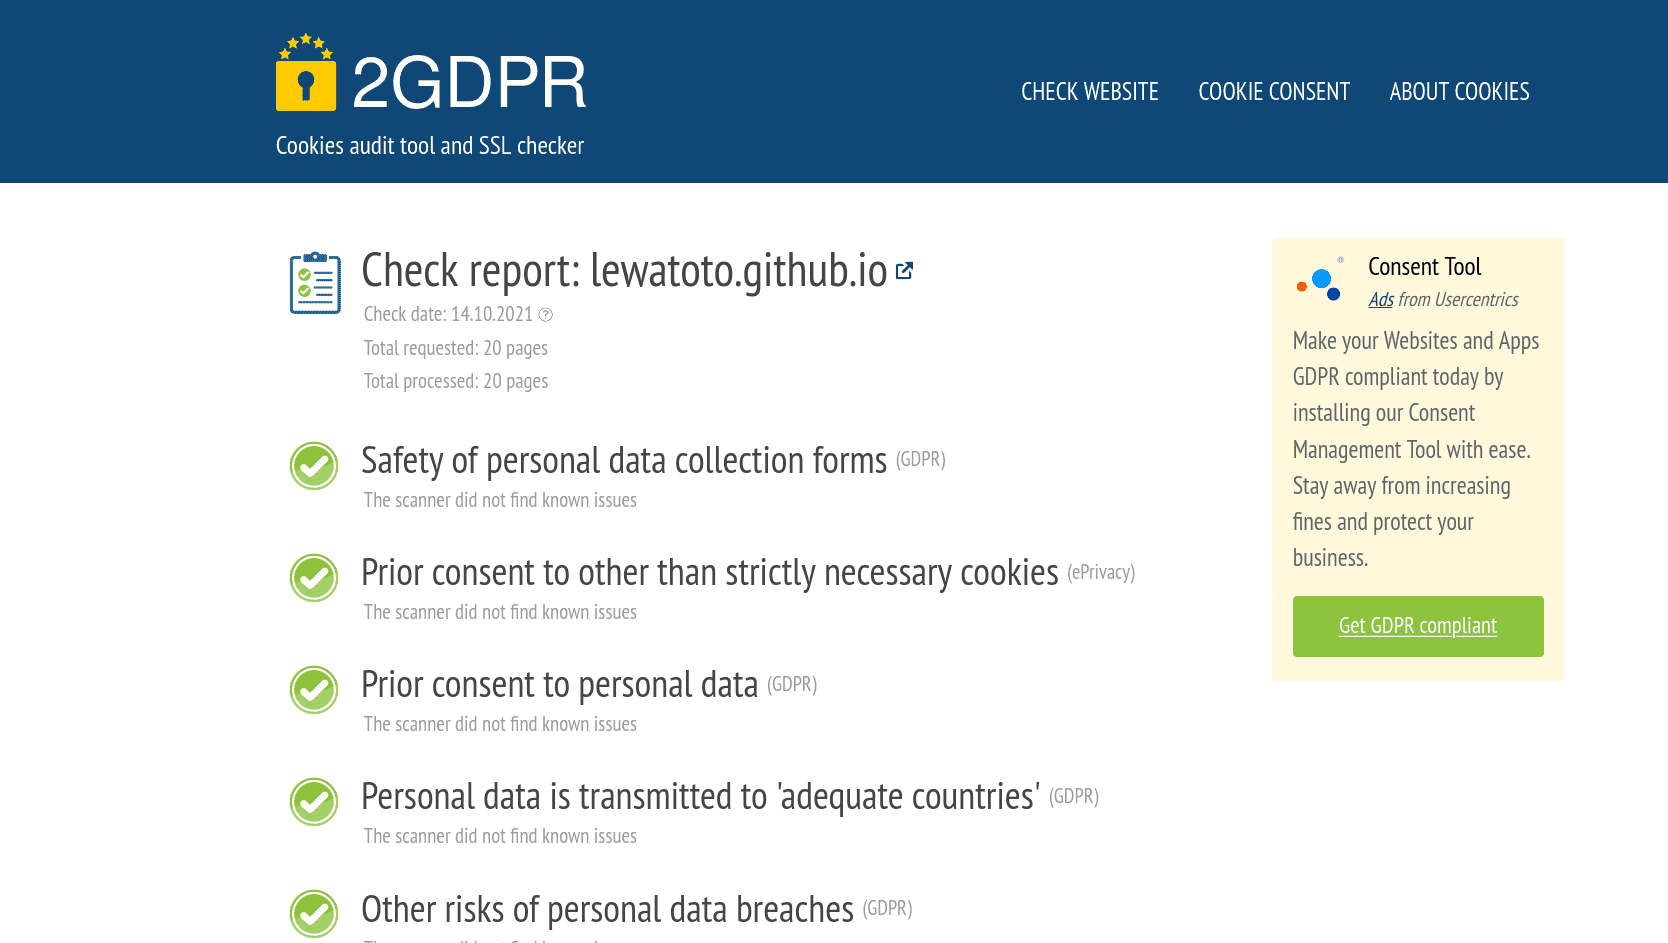 2GDPR
Cookies audit tool and SSL checker
CHECK WEBSITE COOKIE CONSENT ABOUT COOKIES
Check report: lewatoto.github.io
Check date: 14.10.2021 ?
Total requested: 20 pages
Total processed: 20 pages
Safety of personal data collection forms (GDPR)
The scanner did not find known issues
Prior consent to other than strictly necessary cookies (ePrivacy)
The scanner did not find known issues
Prior consent to personal data (GDPR)
The scanner did not find known issues
Personal data is transmitted to 'adequate countries' (GDPR)
The scanner did not find known issues
Other risks of personal data breaches (GDPR)
Consent Tool
Ads from Usercentrics
Make your Websites and Apps
GDPR compliant today by
installing our Consent
Management Tool with ease.
Stay away from increasing
fines and protect your
business.
Get GDPR compliant